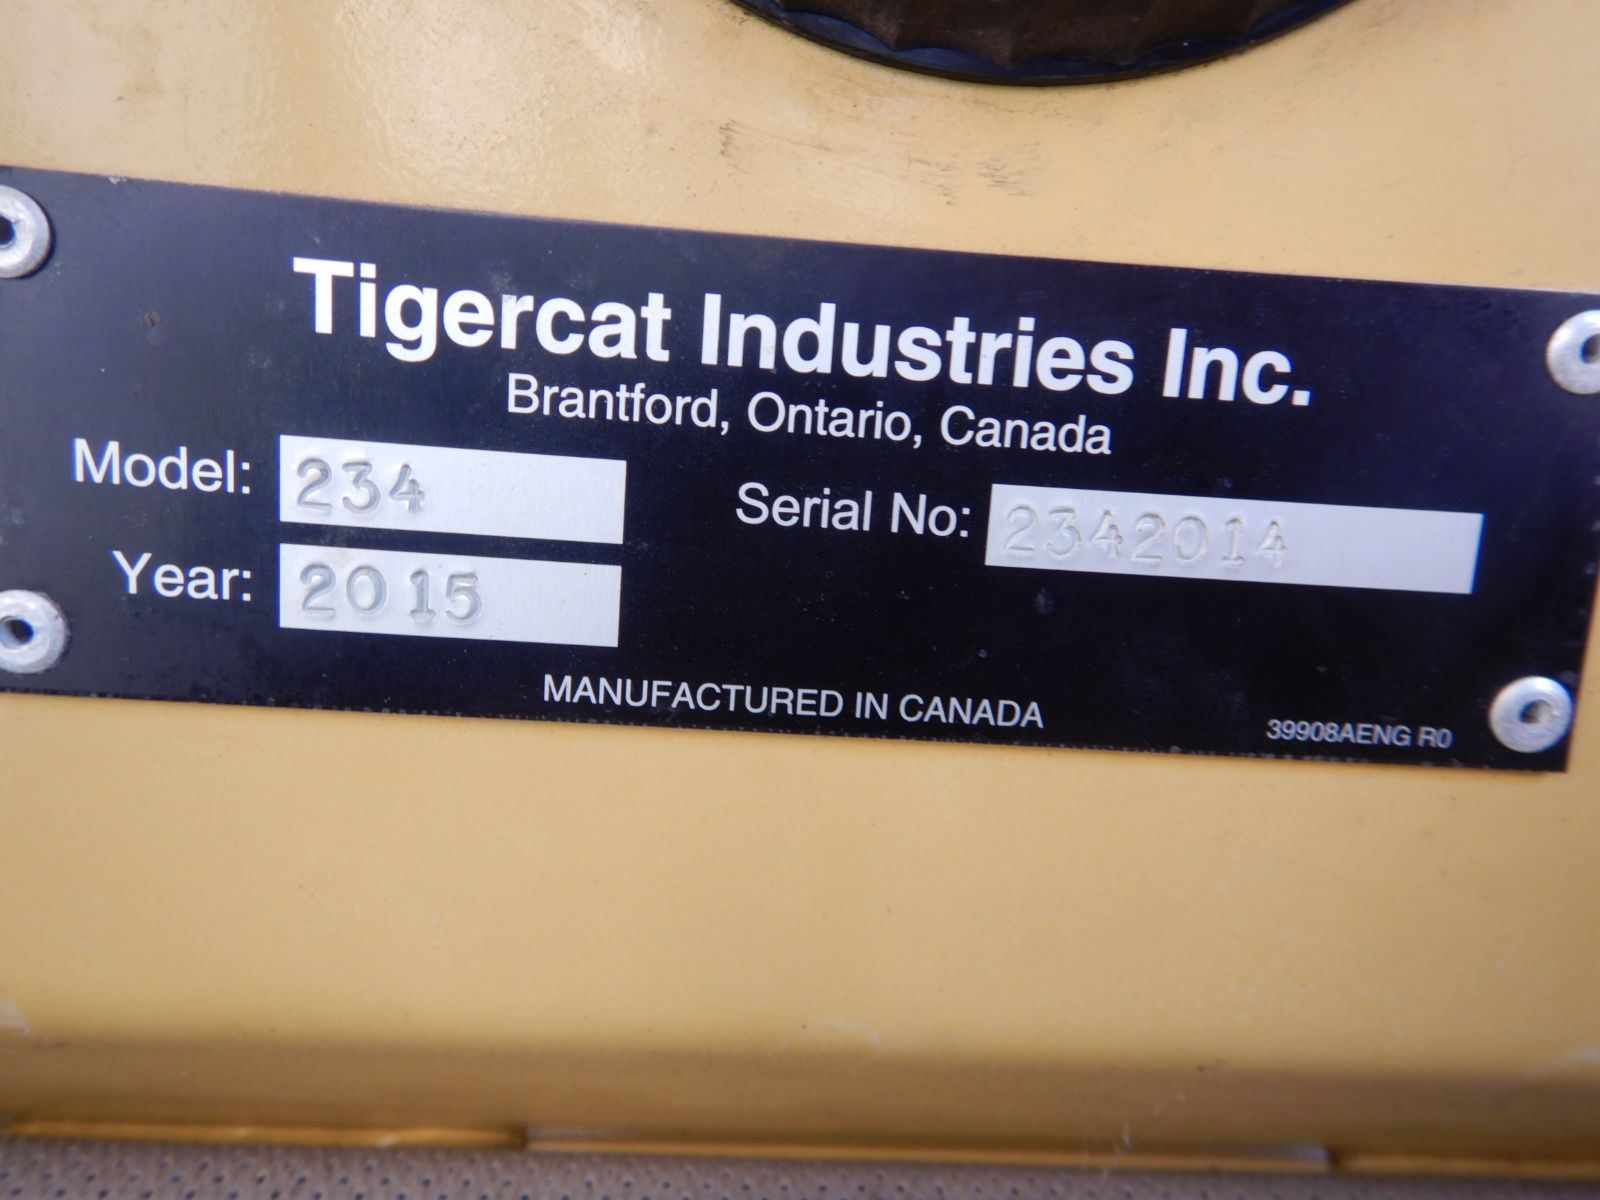 Tigercat Industries Inc.
Brantford, Ontario, Canada
Model: 234
Serial No: 2342014
Year: 2015
MANUFACTURED IN CANADA
39908AENG R0